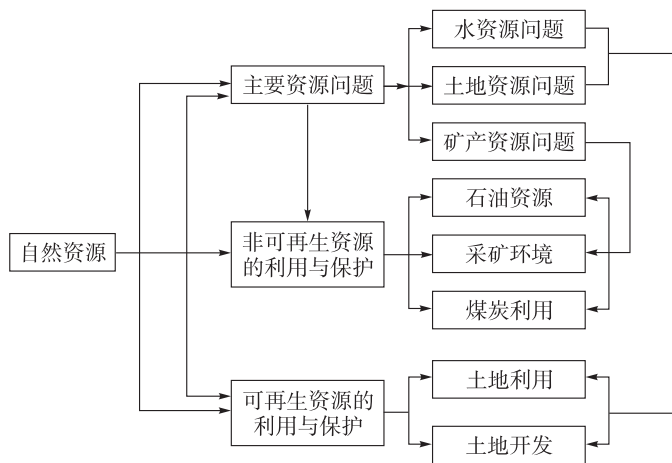 水资源问题
主要资源问题
土地资源问题
矿产资源问题
石油资源
自然资源
非可再生资源
的利用与保护
采矿环境
煤炭利用
土地利用
可再生资源的
利用与保护
土地开发